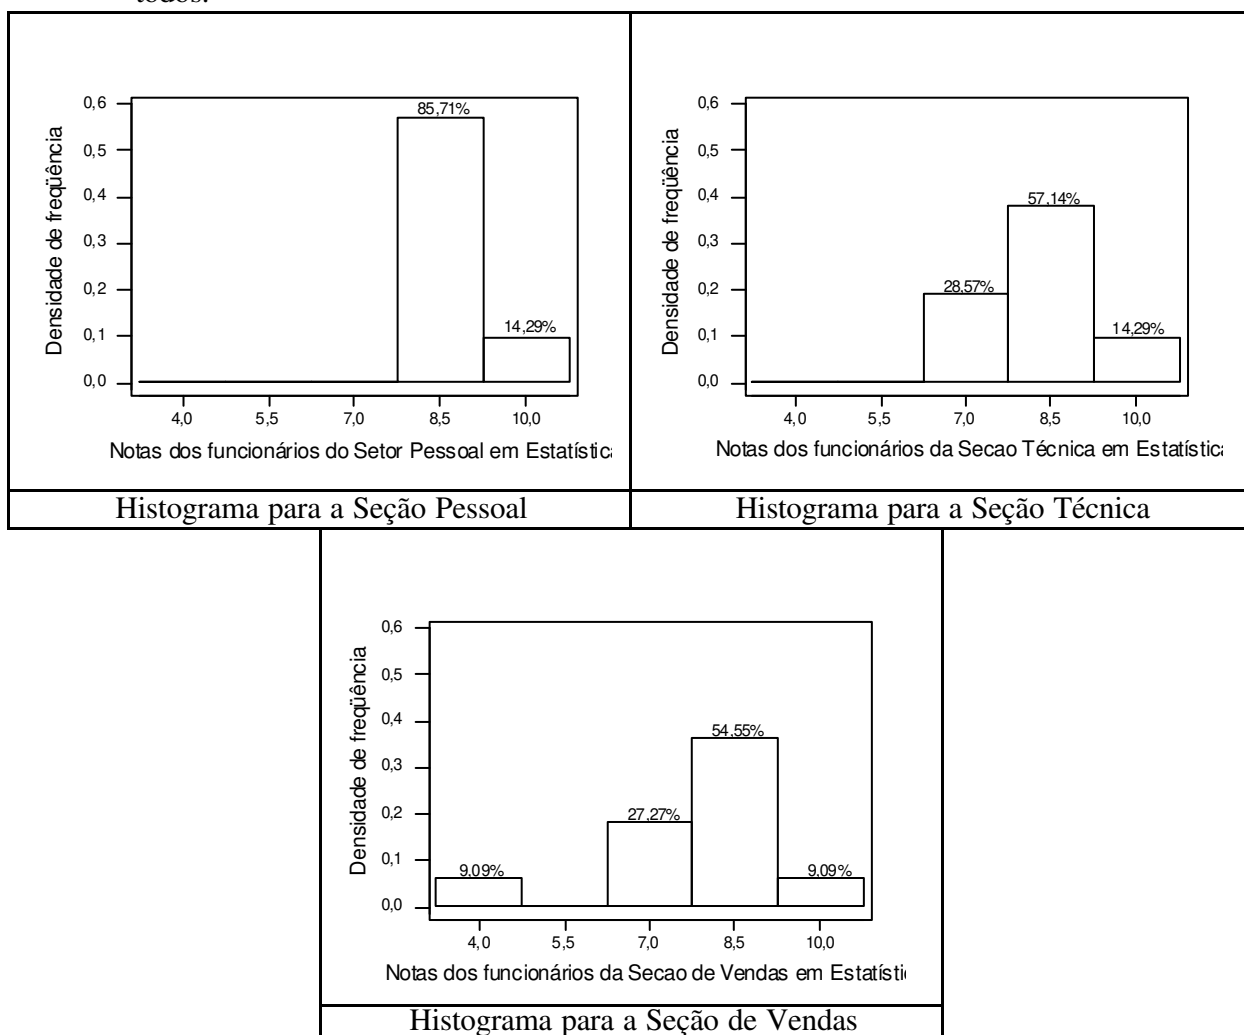 todos.
0,6
0,5
0,4
0,3
0,2
0,1
0,0
Densidade de freqüência
85,71%
14,29%
4,0 5,5 7,0 8,5 10,0
Notas dos funcionários do Setor Pessoal em Estatística
Histograma para a Seção Pessoal
0,6
0,5
0,4
0,3
0,2
0,1
0,0
Densidade de freqüência
57,14%
28,57%
14,29%
4,0 5,5 7,0 8,5 10,0
Notas dos funcionários da Secao Técnica em Estatística
Histograma para a Seção Técnica
0,6
0,5
0,4
0,3
0,2
0,1
0,0
Densidade de freqüência
54,55%
27,27%
9,09%
9,09%
4,0 5,5 7,0 8,5 10,0
Notas dos funcionários da Secao de Vendas em Estatísti
Histograma para a Seção de Vendas